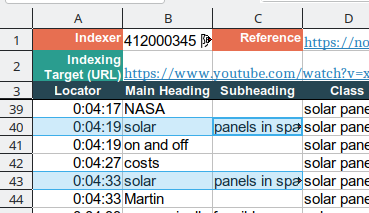 A B C D
1 Indexer 412000345 Reference https://no
2 Indexing Target (URL) https://www.youtube.com/watch?v=x
3 Locator Main Heading Subheading Class
39 0:04:17 NASA solar pane
40 0:04:19 solar panels in spa solar pane
41 0:04:19 on and off solar pane
42 0:04:27 costs solar pane
43 0:04:33 solar panels in spa solar pane
44 0:04:33 Martin solar pane